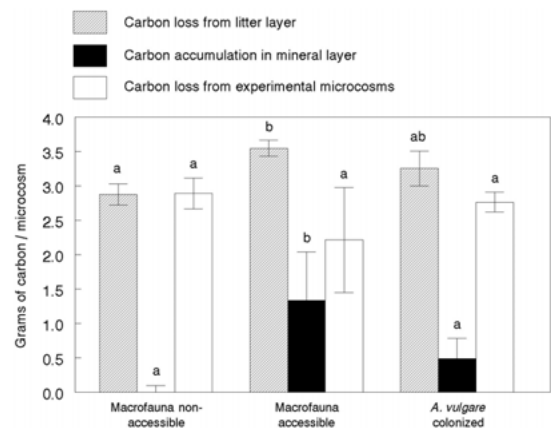 Carbon loss from litter layer
Carbon accumulation in mineral layer
Carbon loss from experimental microcosms
Grams of carbon / microcosm
4.0
3.5
3.0
2.5
2.0
1.5
1.0
0.5
0.0
a
a
a
b
b
a
ab
a
a
Macrofauna non-
accessible
Macrofauna
accessible
A. vulgare
colonized